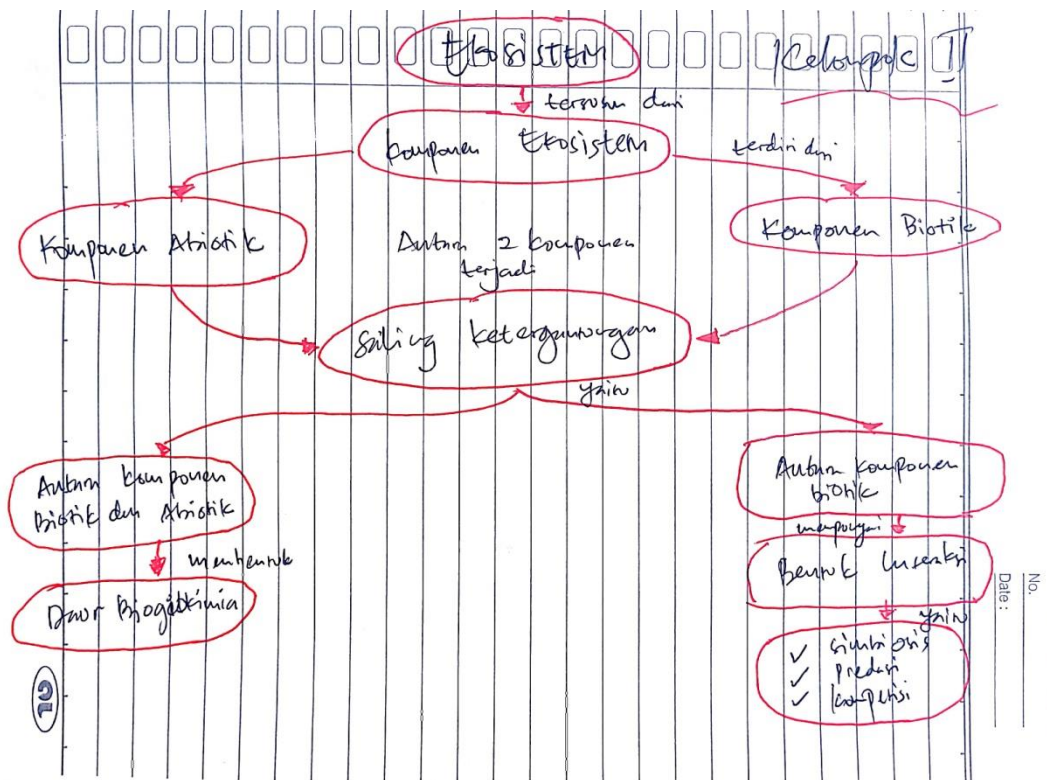 Ekosistem
Kelompok II
tersusun dari
komponen Ekosistem
terdiri dari
Komponen Abiotik
Komponen Biotik
Antara 2 komponen
terjadi
saling ketergantungan
yaitu
Antara komponen
Biotik dan Abiotik
Antara komponen
biotik
mempunyai
membentuk
Bentuk Interaksi
Daur Biogeokimia
yaitu
✓ simbiosis
✓ predasi
✓ kompetisi
No.
Date :